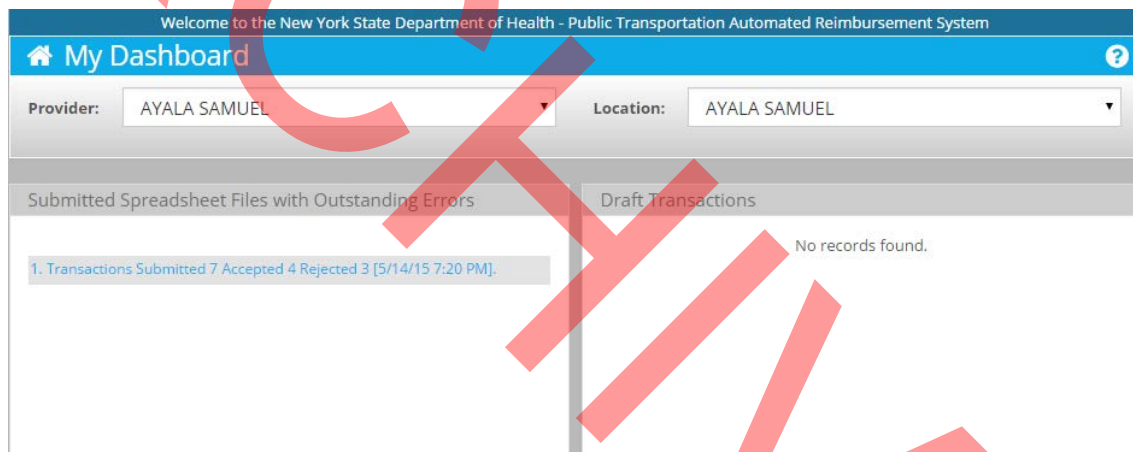 Welcome to the New York State Department of Health - Public Transportation Automated Reimbursement System
My Dashboard
?
Provider: AYALA SAMUEL Location: AYALA SAMUEL
Submitted Spreadsheet Files with Outstanding Errors
1. Transactions Submitted 7 Accepted 4 Rejected 3 [5/14/15 7:20 PM].
Draft Transactions
No records found.